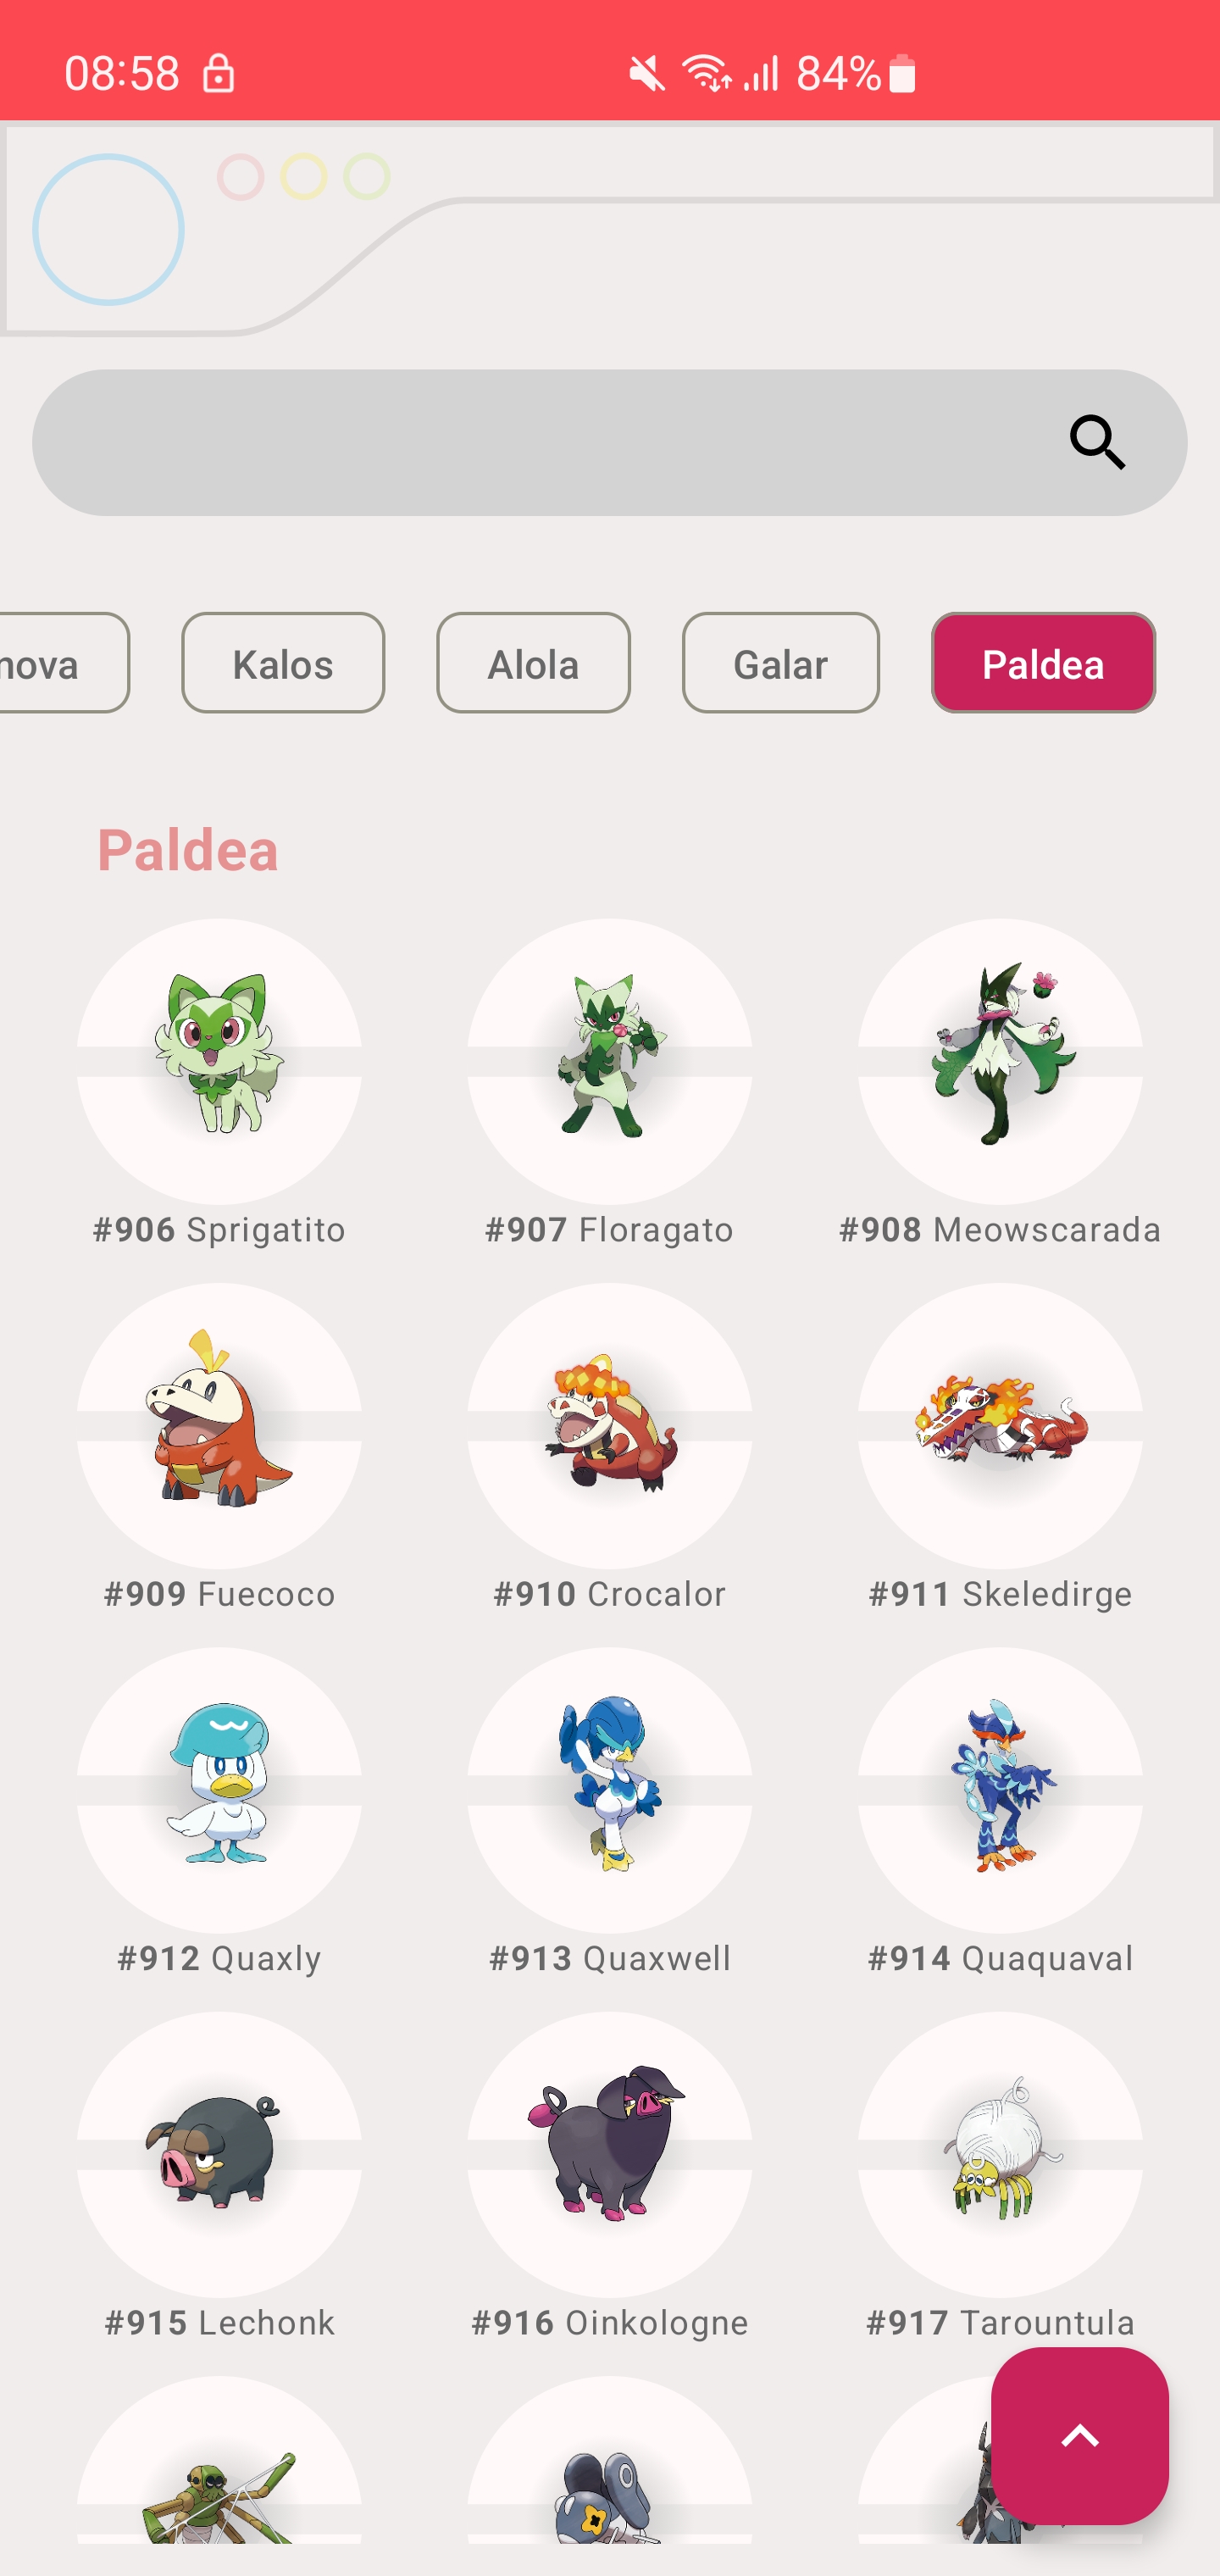 08:58 84%
nova Kalos Alola Galar Paldea
Paldea
#906 Sprigatito #907 Floragato #908 Meowscarada
#909 Fuecoco #910 Crocalor #911 Skeledirge
#912 Quaxly #913 Quaxwell #914 Quaquaval
#915 Lechonk #916 Oinkologne #917 Tarountula